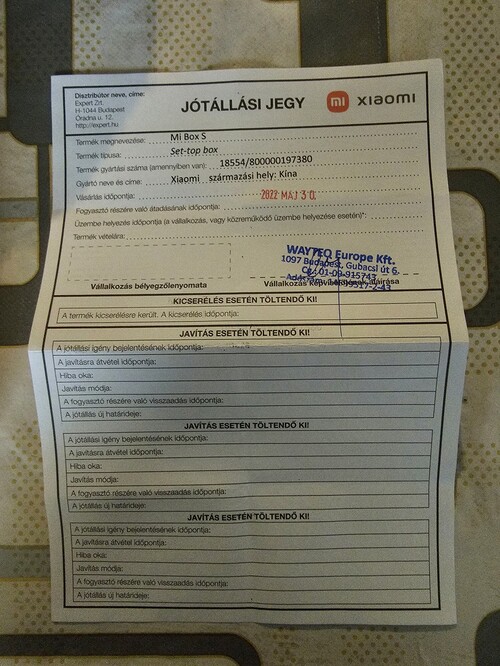 Disztribútor neve, címe:
Expert Zrt.
H-1044 Budapest
Óradna u. 12.
http://expert.hu
JÓTÁLLÁSI JEGY
mi xiaomi
Termék megnevezése: Mi Box S
Termék típusa: Set-top box
Termék gyártási száma (amennyiben van): 18554/800000197380
Gyártó neve és címe: Xiaomi származási hely: Kína
Vásárlás időpontja: 2022 MÁJ 30.
Fogyasztó részére való átadásának időpontja:
Üzembe helyezés időpontja (a vállalkozás, vagy közreműködő üzembe helyezése esetén)*:
Termék vételára:
WAYTEQ Europe Kft.
1097 Budapest, Gubacsi út 6.
Cg.: 01-09-915743
Vállalkozás bélyegzőlenyomata
Vállalkozás képviselőjének aláírása
KICSERÉLÉS ESETÉN TÖLTENDŐ KI!
A termék kicserélésre került. A kicserélés időpontja:
JAVÍTÁS ESETÉN TÖLTENDŐ KI!
A jótállási igény bejelentésének időpontja:
A javításra átvétel időpontja:
Hiba oka:
Javítás módja:
A fogyasztó részére való visszaadás időpontja:
A jótállás új határideje:
JAVÍTÁS ESETÉN TÖLTENDŐ KI!
A jótállási igény bejelentésének időpontja:
A javításra átvétel időpontja:
Hiba oka:
Javítás módja:
A fogyasztó részére való visszaadás időpontja:
A jótállás új határideje:
JAVÍTÁS ESETÉN TÖLTENDŐ KI!
A jótállási igény bejelentésének időpontja:
A javításra átvétel időpontja:
Hiba oka:
Javítás módja:
A fogyasztó részére való visszaadás időpontja:
A jótállás új határideje: